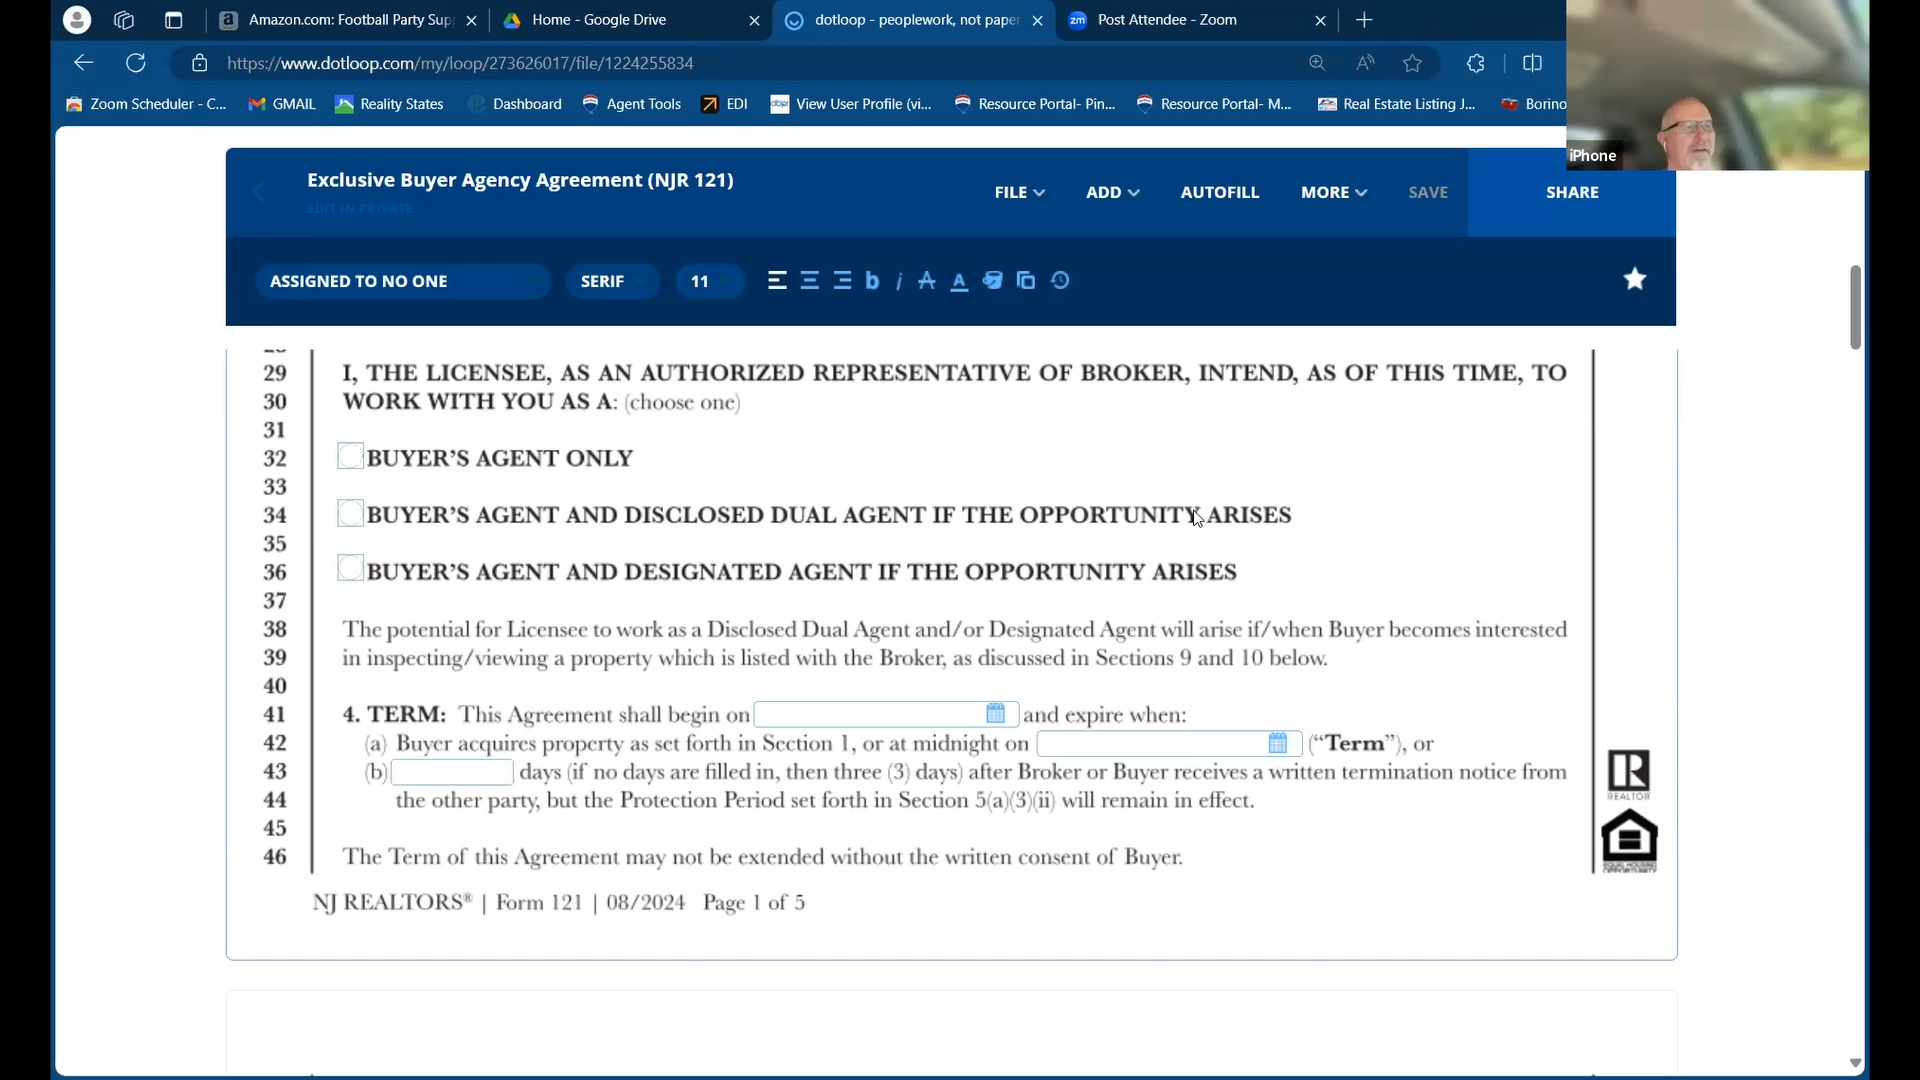 Amazon.com: Football Party Sup
Home - Google Drive
dotloop - peoplework, not paper
zm
Post Attendee - Zoom
https://www.dotloop.com/my/loop/273626017/file/1224255834
Zoom Scheduler - C...
GMAIL
Reality States
Dashboard
Agent Tools
EDI
View User Profile (vi...
Resource Portal- Pin...
Resource Portal- M...
Real Estate Listing J...
Borino
iPhone
Exclusive Buyer Agency Agreement (NJR 121)
EDIT IN PRIVATE
FILE
ADD
AUTOFILL
MORE
SAVE
SHARE
ASSIGNED TO NO ONE
SERIF
11
29 I, THE LICENSEE, AS AN AUTHORIZED REPRESENTATIVE OF BROKER, INTEND, AS OF THIS TIME, TO
30 WORK WITH YOU AS A: (choose one)
31
32 BUYER'S AGENT ONLY
33
34 BUYER'S AGENT AND DISCLOSED DUAL AGENT IF THE OPPORTUNITY ARISES
35
36 BUYER'S AGENT AND DESIGNATED AGENT IF THE OPPORTUNITY ARISES
37
38 The potential for Licensee to work as a Disclosed Dual Agent and/or Designated Agent will arise if/when Buyer becomes interested
39 in inspecting/viewing a property which is listed with the Broker, as discussed in Sections 9 and 10 below.
40
41 4. TERM: This Agreement shall begin on and expire when:
42 (a) Buyer acquires property as set forth in Section 1, or at midnight on ("Term"), or
43 (b) days (if no days are filled in, then three (3) days) after Broker or Buyer receives a written termination notice from
44 the other party, but the Protection Period set forth in Section 5(a)(3)(ii) will remain in effect.
45
46 The Term of this Agreement may not be extended without the written consent of Buyer.
REALTOR
EQUAL HOUSING
OPPORTUNITY
NJ REALTORS® | Form 121 | 08/2024 Page 1 of 5